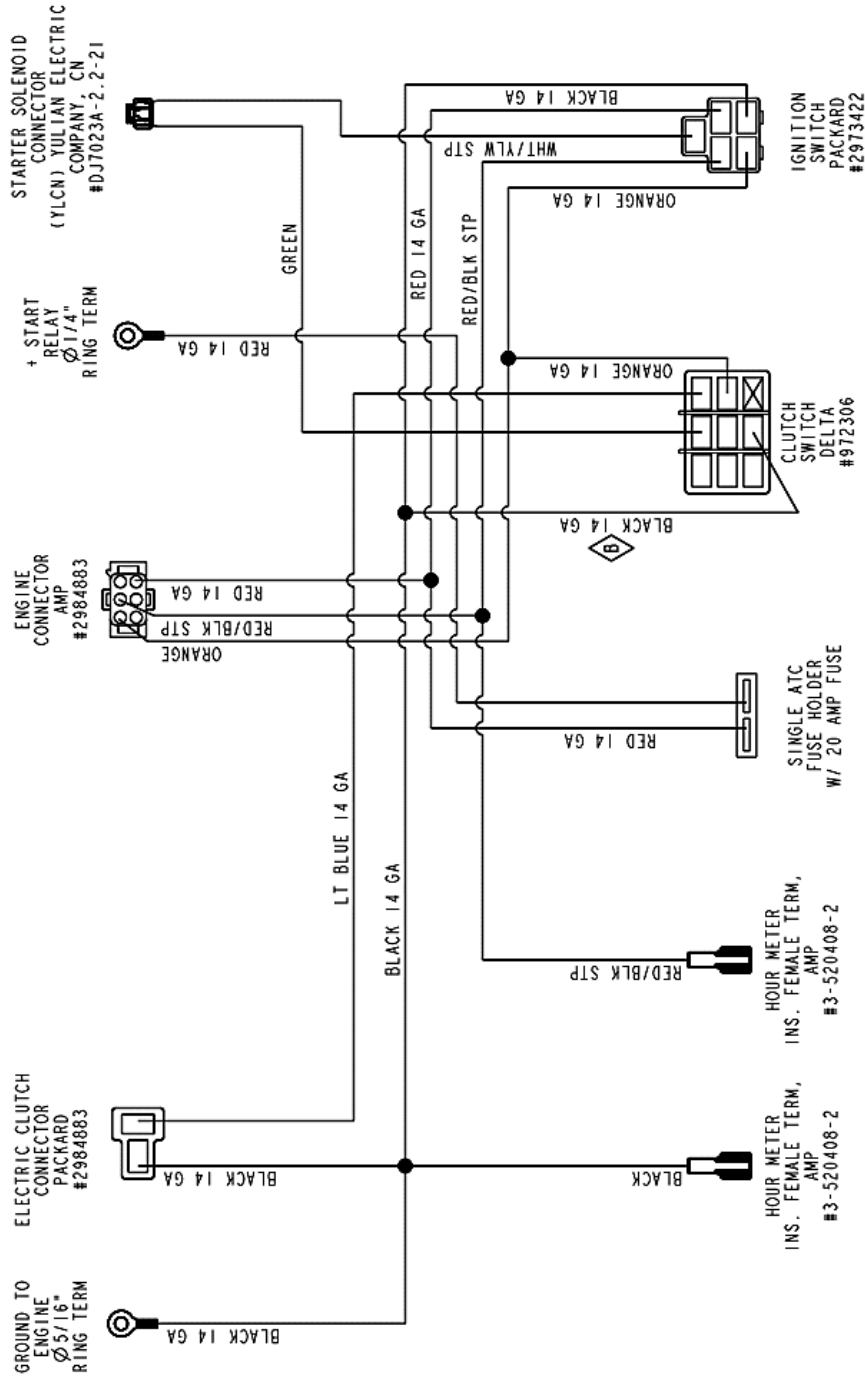 GROUND TO
ENGINE
Ø5/16"
RING TERM
ELECTRIC CLUTCH
CONNECTOR
PACKARD
#2984883
ENGINE
CONNECTOR
AMP
#2984883
+ START
RELAY
Ø1/4"
RING TERM
STARTER SOLENOID
CONNECTOR
(YLCN) YULIAN ELECTRIC
COMPANY, CN
#DJ7023A-2.2-21
BLACK 14 GA
BLACK 14 GA
LT BLUE 14 GA
BLACK 14 GA
ORANGE
RED/BLK STP
RED 14 GA
RED 14 GA
GREEN
RED 14 GA
RED/BLK STP
WHT/YLW STP
BLACK 14 GA
ORANGE 14 GA
ORANGE 14 GA
BLACK 14 GA
B
RED 14 GA
RED/BLK STP
BLACK
HOUR METER
INS. FEMALE TERM,
AMP
#3-520408-2
HOUR METER
INS. FEMALE TERM,
AMP
#3-520408-2
SINGLE ATC
FUSE HOLDER
W/ 20 AMP FUSE
CLUTCH
SWITCH
DELTA
#972306
IGNITION
SWITCH
PACKARD
#2973422